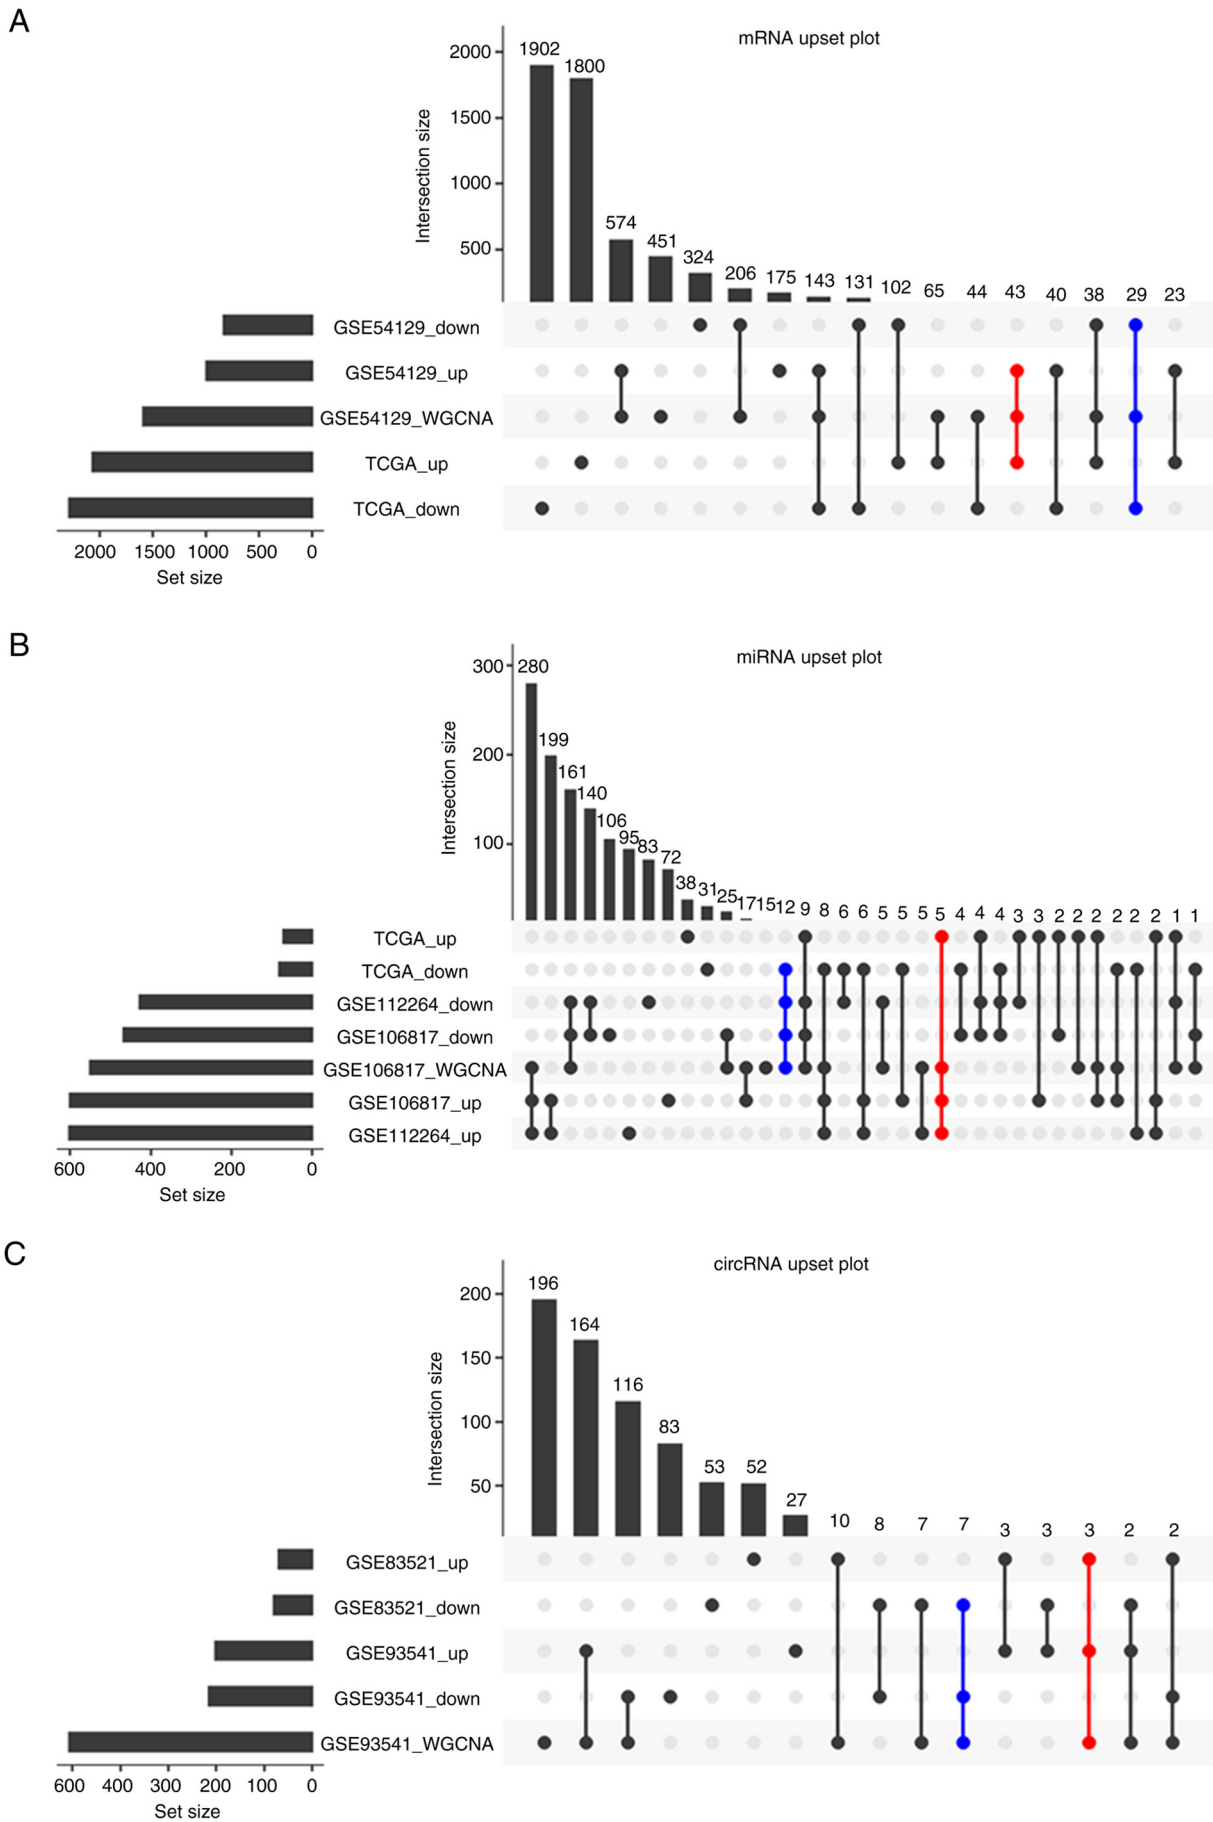 A
mRNA upset plot
Intersection size
2000
1500
1000
500
1902 1800 574 451 324 206 175 143 131 102 65 44 43 40 38 29 23
GSE54129_down
GSE54129_up
GSE54129_WGCNA
TCGA_up
TCGA_down
2000 1500 1000 500 0
Set size
B
miRNA upset plot
Intersection size
300
200
100
280 199 161 140 106 95 83 72 38 31 25 17 15 12 9 8 6 6 5 5 5 5 4 4 4 3 3 2 2 2 2 2 1 1
TCGA_up
TCGA_down
GSE112264_down
GSE106817_down
GSE106817_WGCNA
GSE106817_up
GSE112264_up
600 400 200 0
Set size
C
circRNA upset plot
Intersection size
200
150
100
50
196 164 116 83 53 52 27 10 8 7 7 3 3 3 2 2
GSE83521_up
GSE83521_down
GSE93541_up
GSE93541_down
GSE93541_WGCNA
600 400 300 200 100 0
Set size